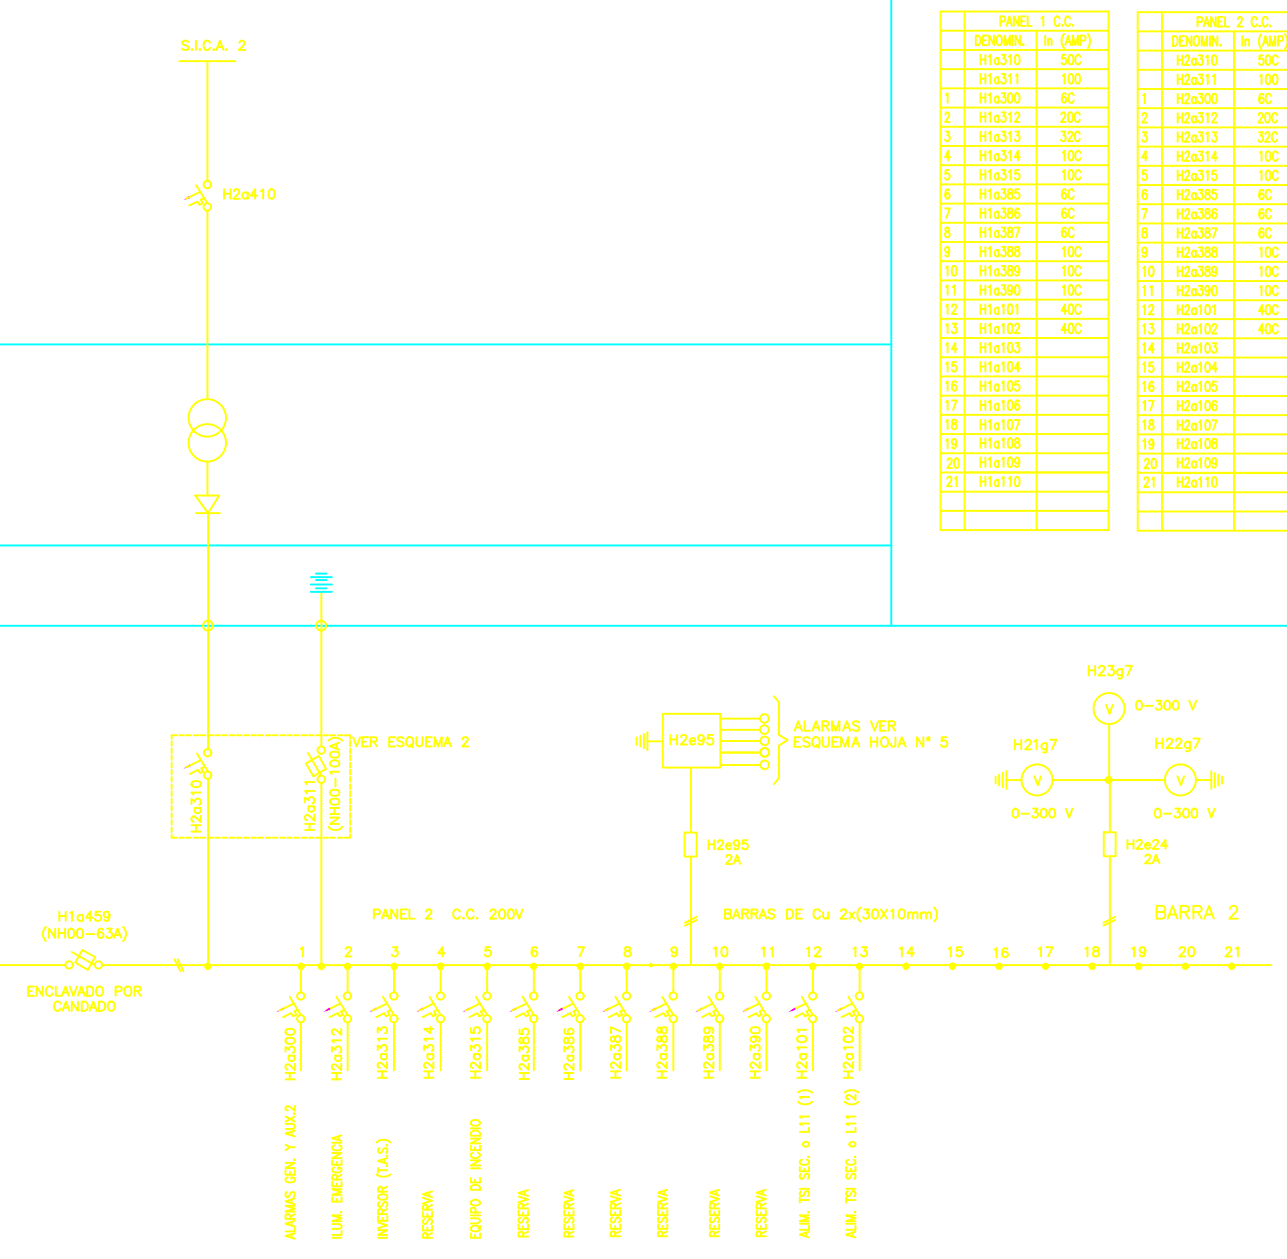 S.I.C.A. 2
H2a410
PANEL 1 C.C.
DENOMIN. In (AMP)
H1a310 50C
H1a311 100
1 H1a300 6C
2 H1a312 20C
3 H1a313 32C
4 H1a314 10C
5 H1a315 10C
6 H1a385 6C
7 H1a386 6C
8 H1a387 6C
9 H1a388 10C
10 H1a389 10C
11 H1a390 10C
12 H1a101 40C
13 H1a102 40C
14 H1a103
15 H1a104
16 H1a105
17 H1a106
18 H1a107
19 H1a108
20 H1a109
21 H1a110
PANEL 2 C.C.
DENOMIN. In (AMP)
H2a310 50C
H2a311 100
1 H2a300 6C
2 H2a312 20C
3 H2a313 32C
4 H2a314 10C
5 H2a315 10C
6 H2a385 6C
7 H2a386 6C
8 H2a387 6C
9 H2a388 10C
10 H2a389 10C
11 H2a390 10C
12 H2a101 40C
13 H2a102 40C
14 H2a103
15 H2a104
16 H2a105
17 H2a106
18 H2a107
19 H2a108
20 H2a109
21 H2a110
VER ESQUEMA 2
H2a310
H2a311
(NH00-100A)
H2e95
ALARMAS VER
ESQUEMA HOJA N° 5
H2e95
2A
H23g7
V
0-300 V
H21g7
V
0-300 V
H22g7
V
0-300 V
H2e24
2A
H1a459
(NH00-63A)
ENCLAVADO POR
CANDADO
PANEL 2 C.C. 200V
BARRAS DE Cu 2x(30X10mm)
BARRA 2
1 2 3 4 5 6 7 8 9 10 11 12 13 14 15 16 17 18 19 20 21
H2a300
H2a312
H2a313
H2a314
H2a315
H2a385
H2a386
H2a387
H2a388
H2a389
H2a390
H2a101
H2a102
ALARMAS GEN. Y AUX.2
ILUM. EMERGENCIA
INVERSOR (T.A.S.)
RESERVA
EQUIPO DE INCENDIO
RESERVA
RESERVA
RESERVA
RESERVA
RESERVA
RESERVA
ALIM. TSI SEC. o L11 (1)
ALIM. TSI SEC. o L11 (2)